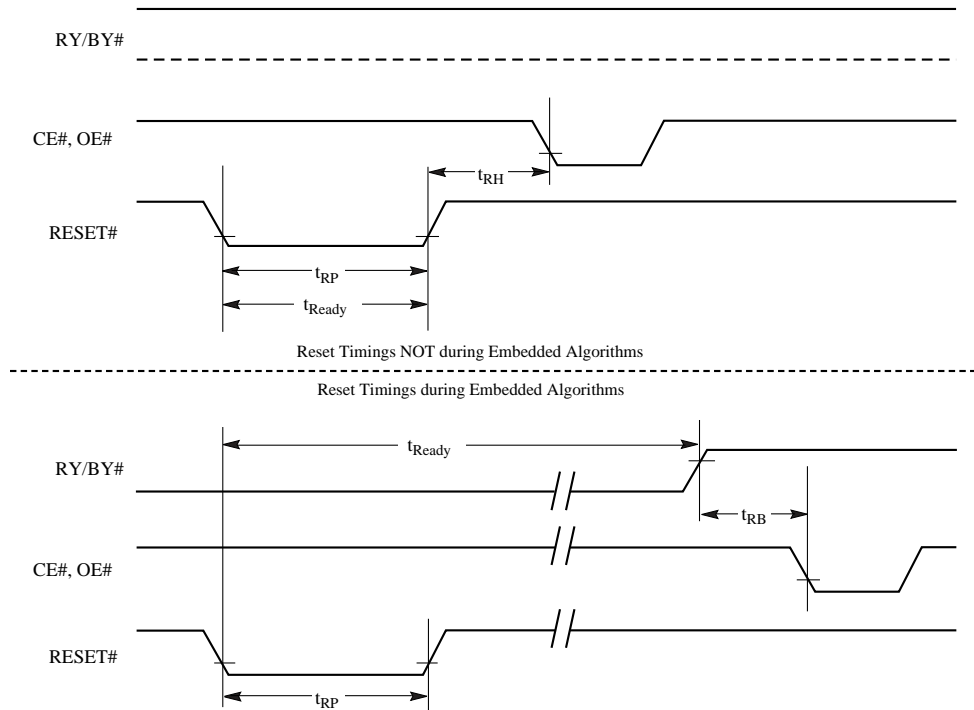 RY/BY#
CE#, OE#
tRH
RESET#
tRP
tReady
Reset Timings NOT during Embedded Algorithms
Reset Timings during Embedded Algorithms
tReady
RY/BY#
tRB
CE#, OE#
RESET#
tRP